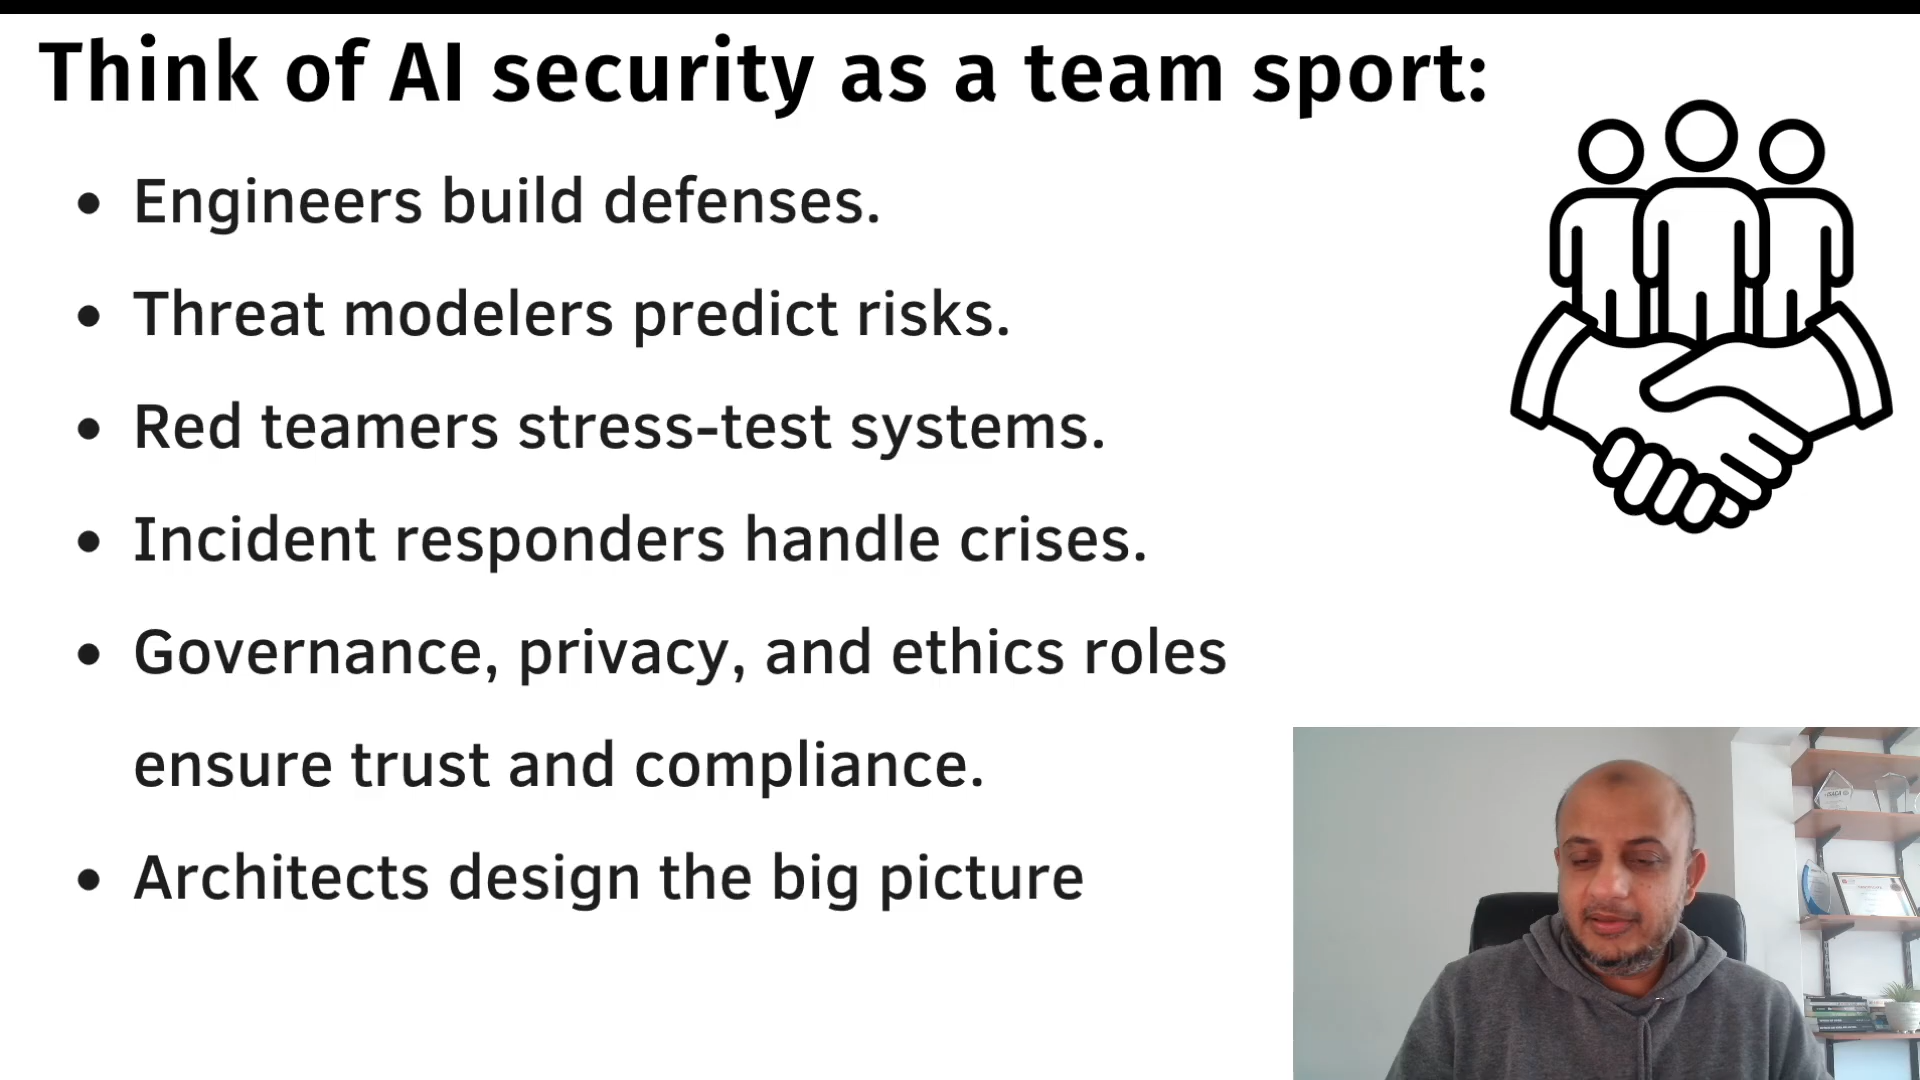 Think of AI security as a team sport:
• Engineers build defenses.
• Threat modelers predict risks.
• Red teamers stress-test systems.
• Incident responders handle crises.
• Governance, privacy, and ethics roles
ensure trust and compliance.
• Architects design the big picture